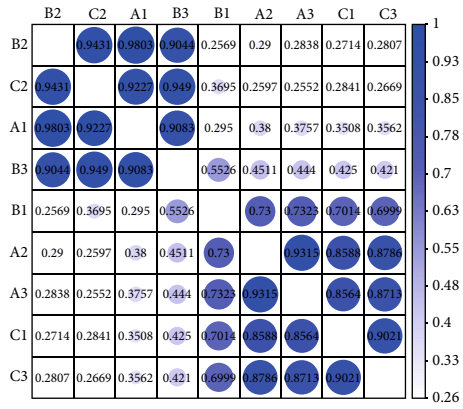 B2 C2 A1 B3 B1 A2 A3 C1 C3
B2 0.9431 0.9803 0.9044 0.2569 0.29 0.2838 0.2714 0.2807
C2 0.9431 0.9227 0.949 0.3695 0.2597 0.2552 0.2841 0.2669
A1 0.9803 0.9227 0.9083 0.295 0.38 0.3757 0.3508 0.3562
B3 0.9044 0.949 0.9083 0.5526 0.4511 0.444 0.425 0.421
B1 0.2569 0.3695 0.295 0.5526 0.73 0.7323 0.7014 0.6999
A2 0.29 0.2597 0.38 0.4511 0.73 0.9315 0.8588 0.8786
A3 0.2838 0.2552 0.3757 0.444 0.7323 0.9315 0.8564 0.8713
C1 0.2714 0.2841 0.3508 0.425 0.7014 0.8588 0.8564 0.9021
C3 0.2807 0.2669 0.3562 0.421 0.6999 0.8786 0.8713 0.9021
1
0.93
0.85
0.78
0.7
0.63
0.55
0.48
0.4
0.33
0.26